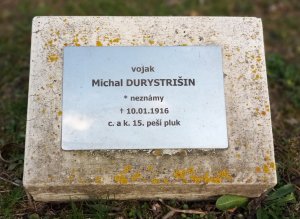 vojak
Michal DURYSTRIŠIN
* neznámy
† 10.01.1916
c. a k. 15. peší pluk